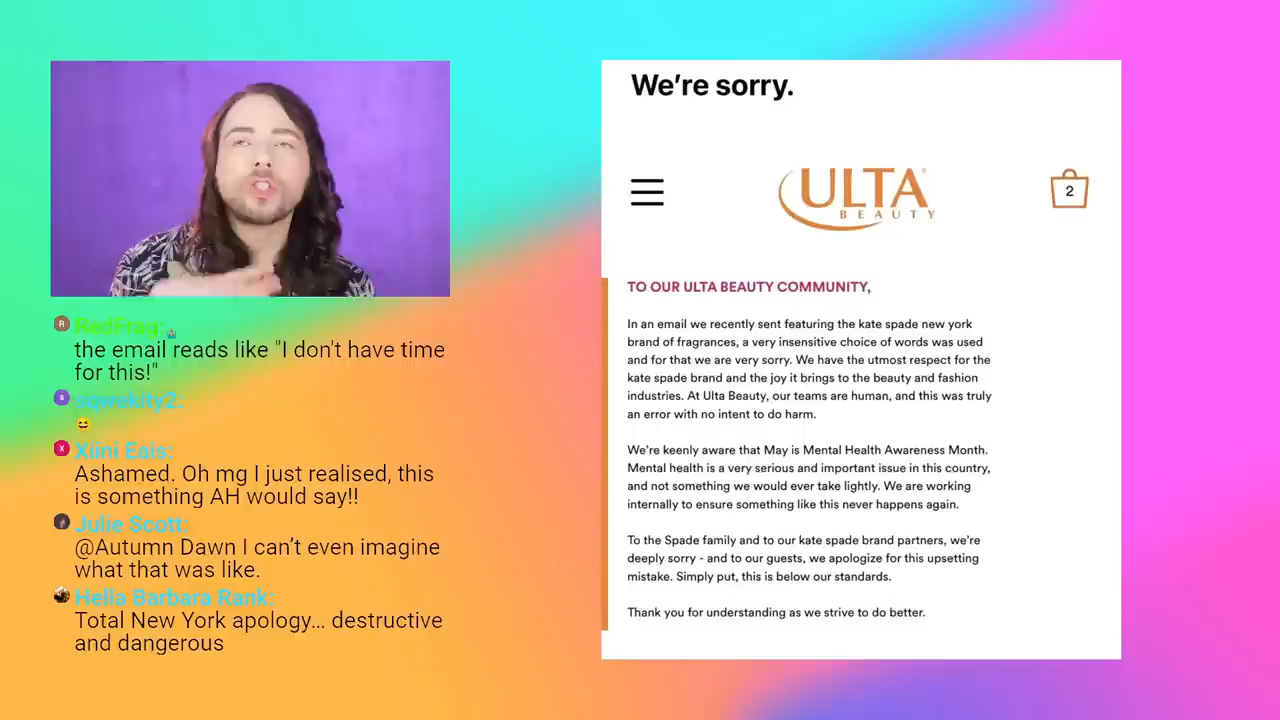 R
RedFrag:
the email reads like "I don't have time
for this!"
s
sqwekity2:
X
Xiini Eais:
Ashamed. Oh mg I just realised, this
is something AH would say!!
Julie Scott:
@Autumn Dawn I can’t even imagine
what that was like.
Hella Barbara Rank:
Total New York apology... destructive
and dangerous
We’re sorry.
ULTA
BEAUTY
2
TO OUR ULTA BEAUTY COMMUNITY,
In an email we recently sent featuring the kate spade new york
brand of fragrances, a very insensitive choice of words was used
and for that we are very sorry. We have the utmost respect for the
kate spade brand and the joy it brings to the beauty and fashion
industries. At Ulta Beauty, our teams are human, and this was truly
an error with no intent to do harm.
We’re keenly aware that May is Mental Health Awareness Month.
Mental health is a very serious and important issue in this country,
and not something we would ever take lightly. We are working
internally to ensure something like this never happens again.
To the Spade family and to our kate spade brand partners, we’re
deeply sorry - and to our guests, we apologize for this upsetting
mistake. Simply put, this is below our standards.
Thank you for understanding as we strive to do better.